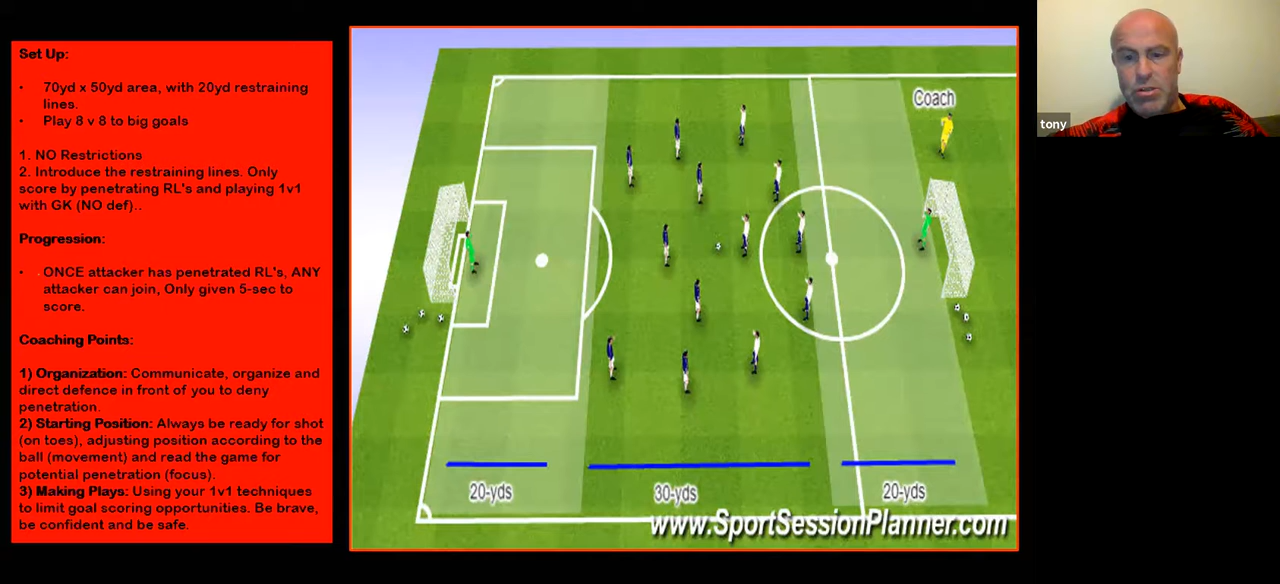 Set Up:
• 70yd x 50yd area, with 20yd restraining
lines.
• Play 8 v 8 to big goals
1. NO Restrictions
2. Introduce the restraining lines. Only
score by penetrating RL's and playing 1v1
with GK (NO def)..
Progression:
• ONCE attacker has penetrated RL's, ANY
attacker can join, Only given 5-sec to
score.
Coaching Points:
1) Organization: Communicate, organize and
direct defence in front of you to deny
penetration.
2) Starting Position: Always be ready for shot
(on toes), adjusting position according to the
ball (movement) and read the game for
potential penetration (focus).
3) Making Plays: Using your 1v1 techniques
to limit goal scoring opportunities. Be brave,
be confident and be safe.
Coach
20-yds
30-yds
20-yds
www.SportSessionPlanner.com
tony